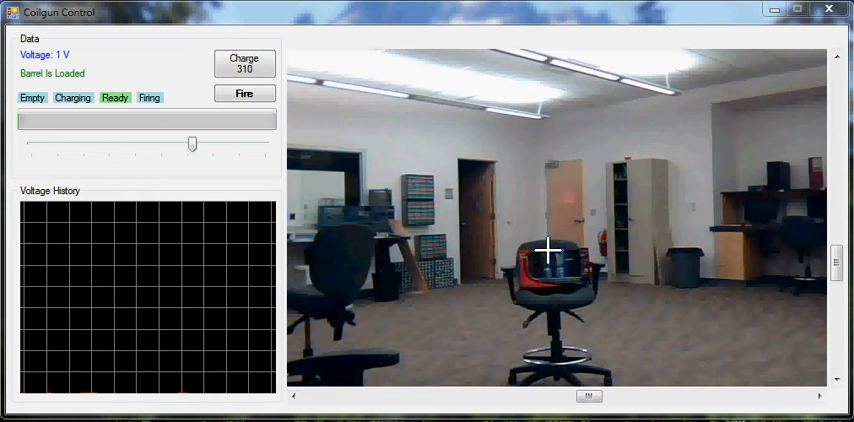 Coilgun Control
Data
Voltage: 1 V
Barrel Is Loaded
Charge
310
Empty Charging Ready Firing
Fire
Voltage History